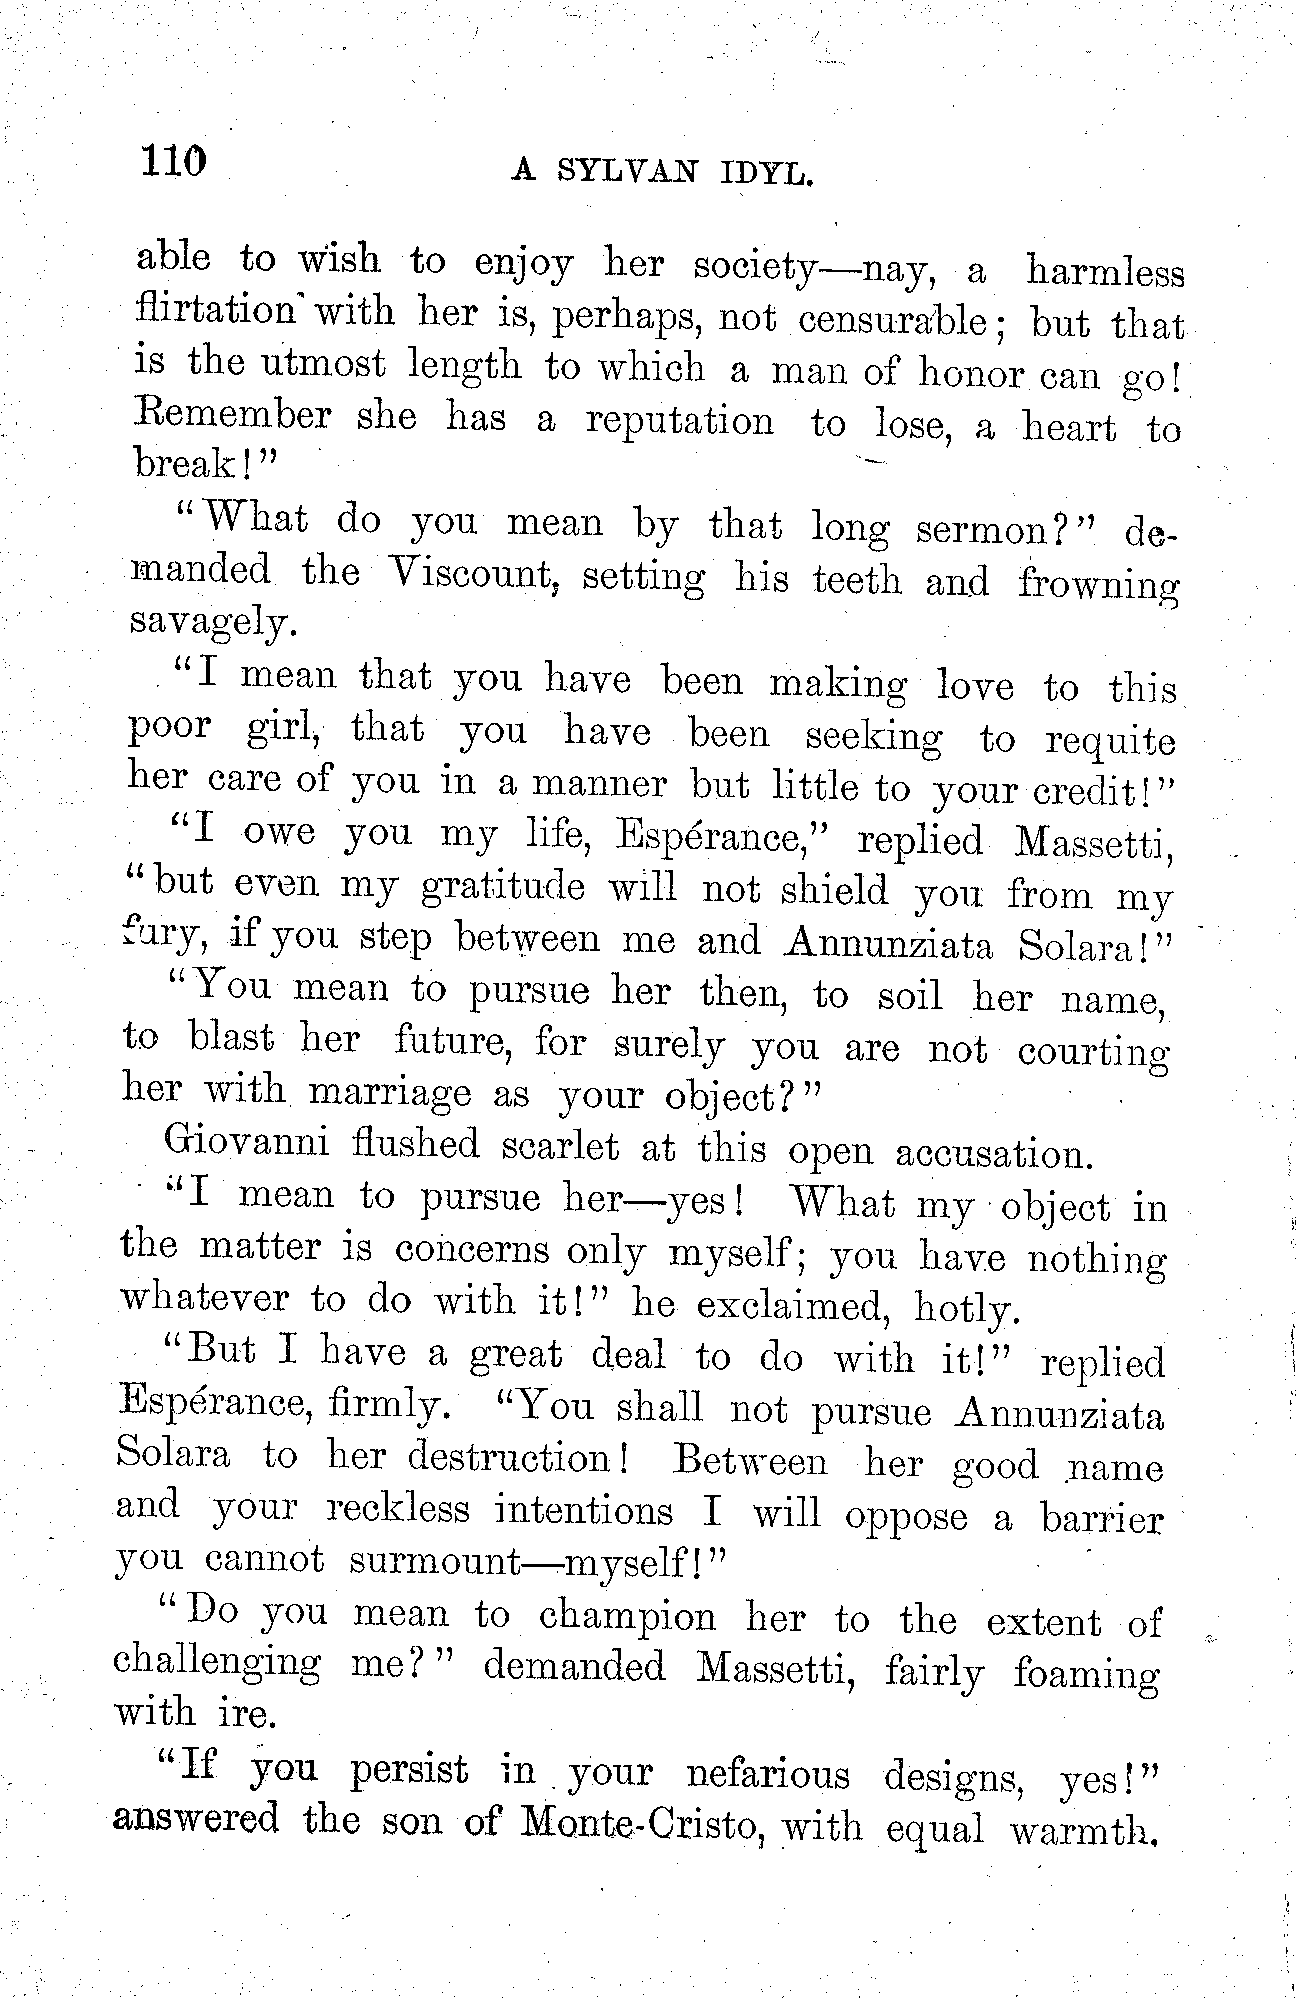 110 A SYLVAN IDYL.
able to wish to enjoy her society—nay, a harmless
flirtation with her is, perhaps, not censurable; but that
is the utmost length to which a man of honor can go!
Remember she has a reputation to lose, a heart to
break!”
“What do you mean by that long sermon?” de-
manded the Viscount, setting his teeth and frowning
savagely.
“I mean that you have been making love to this
poor girl, that you have been seeking to requite
her care of you in a manner but little to your credit!”
“I owe you my life, Espérance,” replied Massetti,
“but even my gratitude will not shield you from my
fury, if you step between me and Annunziata Solara!”
“You mean to pursue her then, to soil her name,
to blast her future, for surely you are not courting
her with marriage as your object?”
Giovanni flushed scarlet at this open accusation.
“I mean to pursue her—yes! What my object in
the matter is concerns only myself; you have nothing
whatever to do with it!” he exclaimed, hotly.
“But I have a great deal to do with it!” replied
Espérance, firmly. “You shall not pursue Annunziata
Solara to her destruction! Between her good name
and your reckless intentions I will oppose a barrier
you cannot surmount—myself!”
“Do you mean to champion her to the extent of
challenging me?” demanded Massetti, fairly foaming
with ire.
“If you persist in your nefarious designs, yes!”
answered the son of Monte-Cristo, with equal warmth.